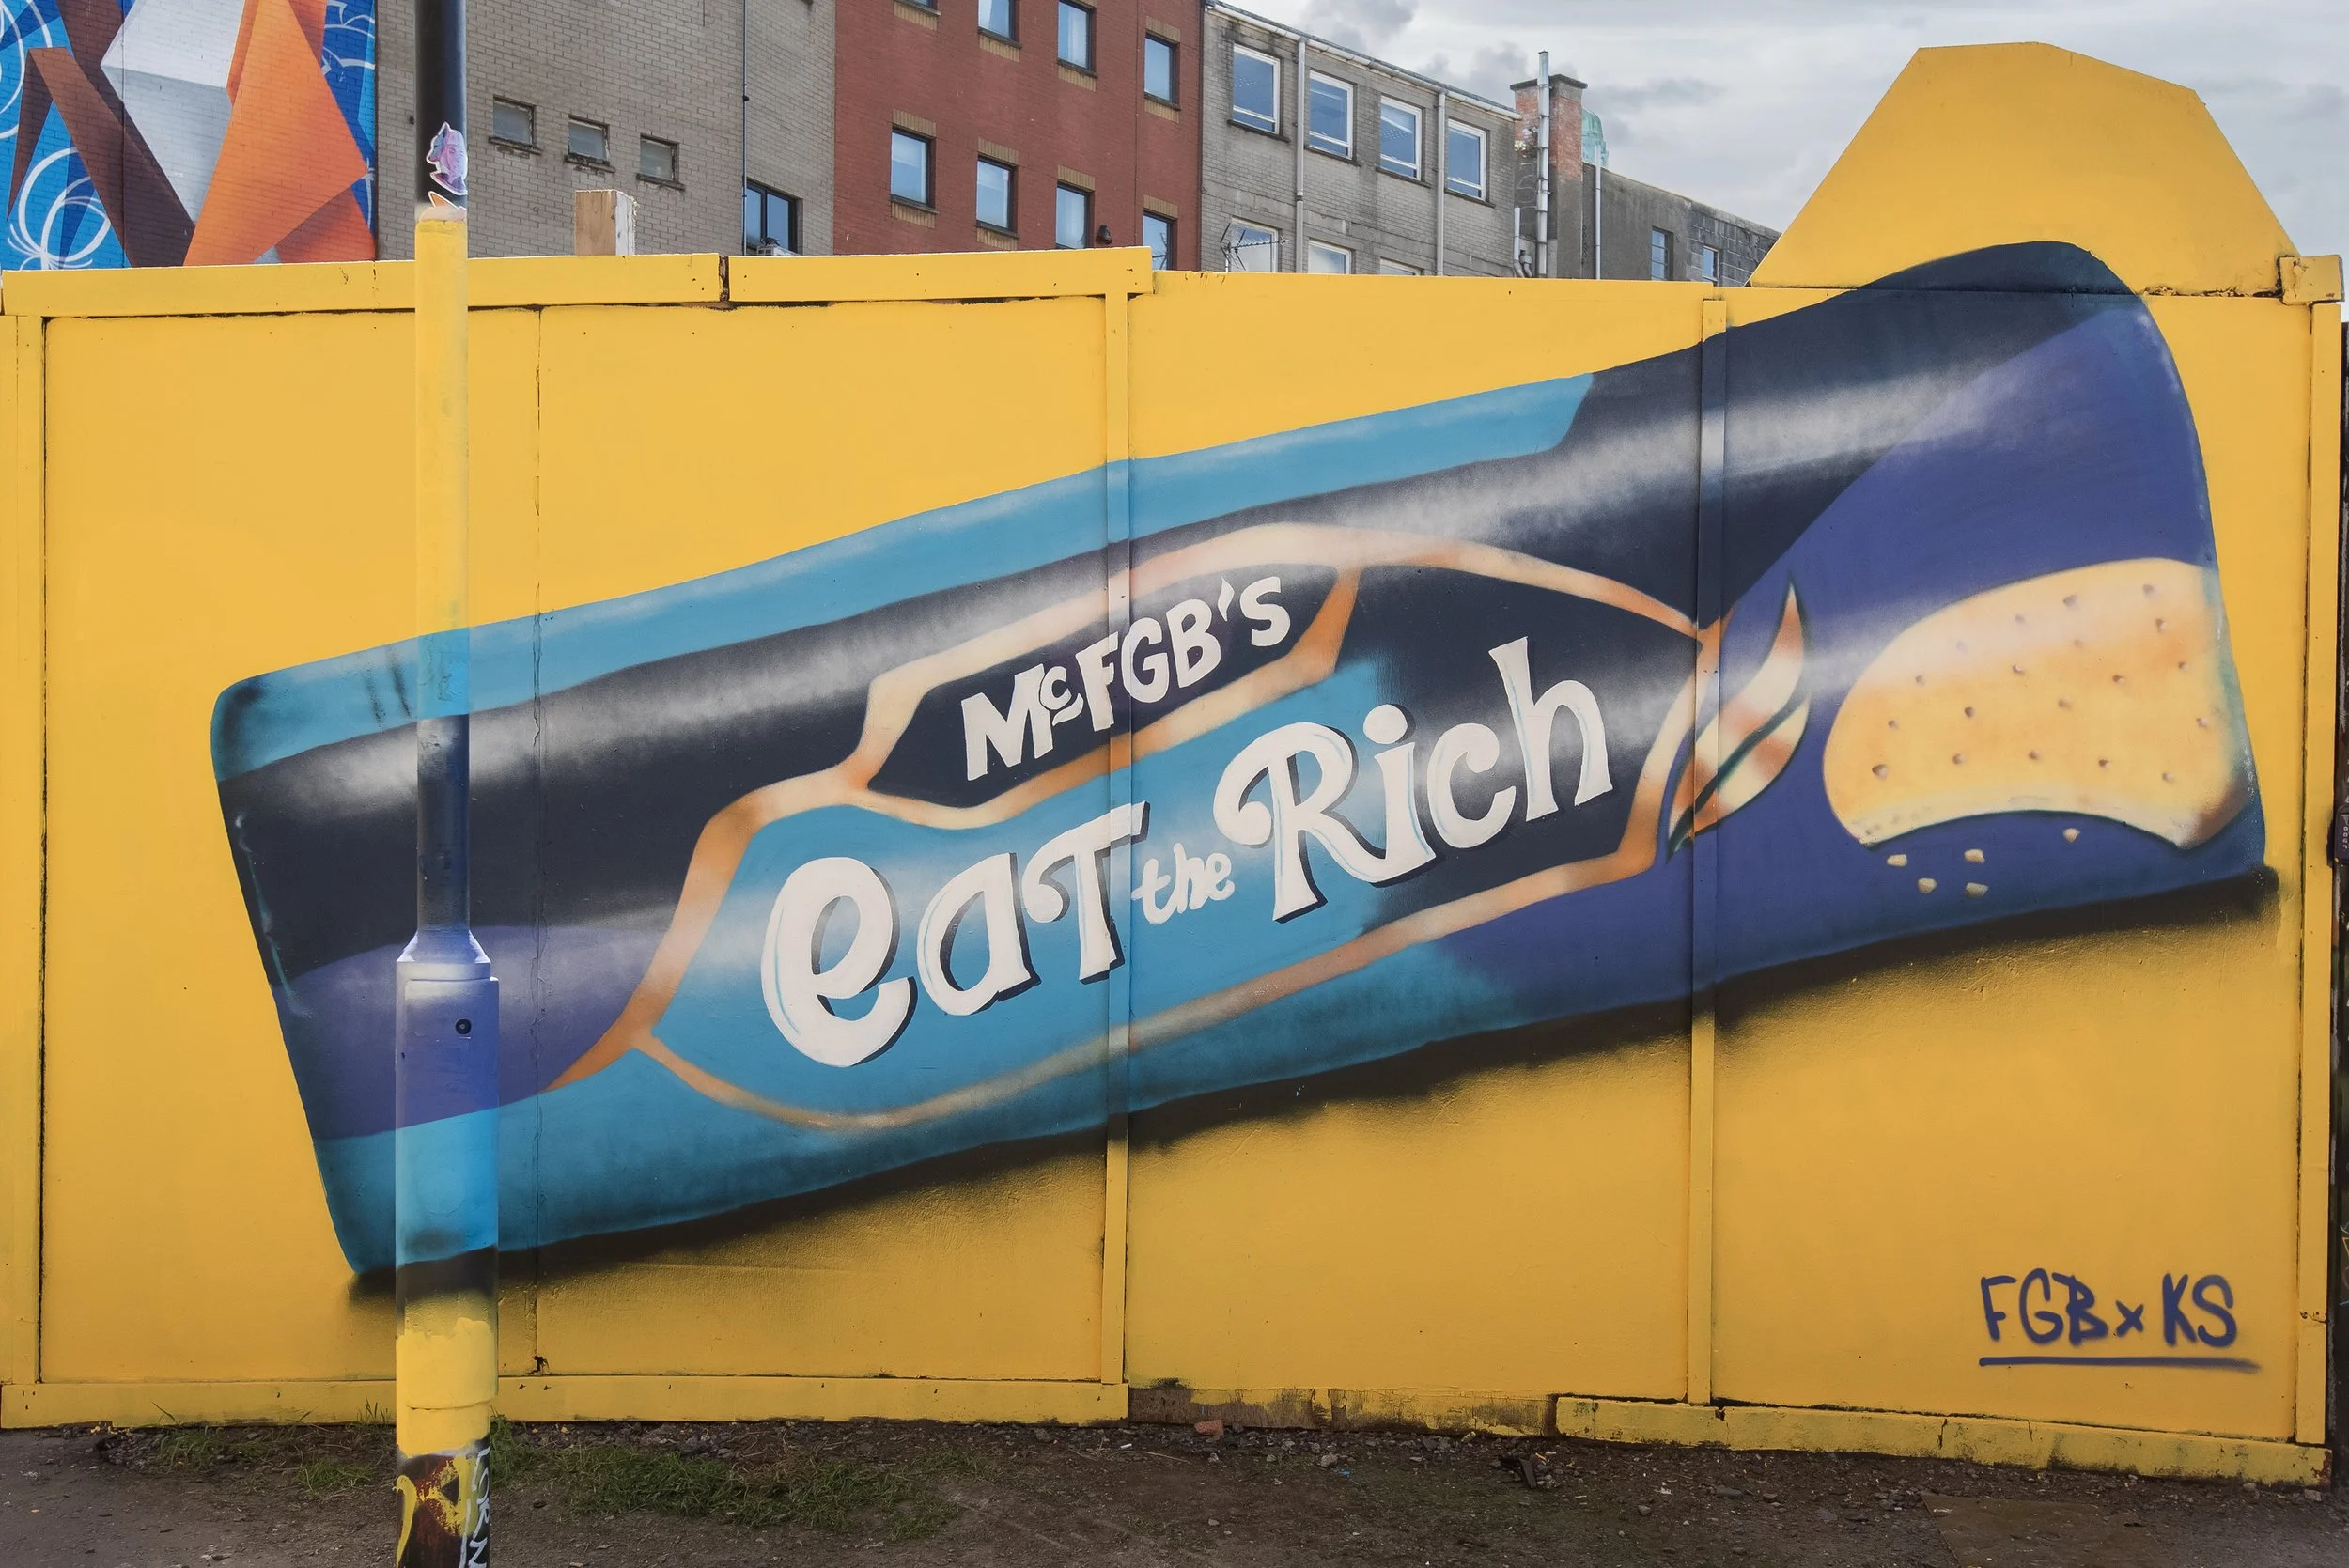 McFGB's
eaT the Rich
FGB x KS